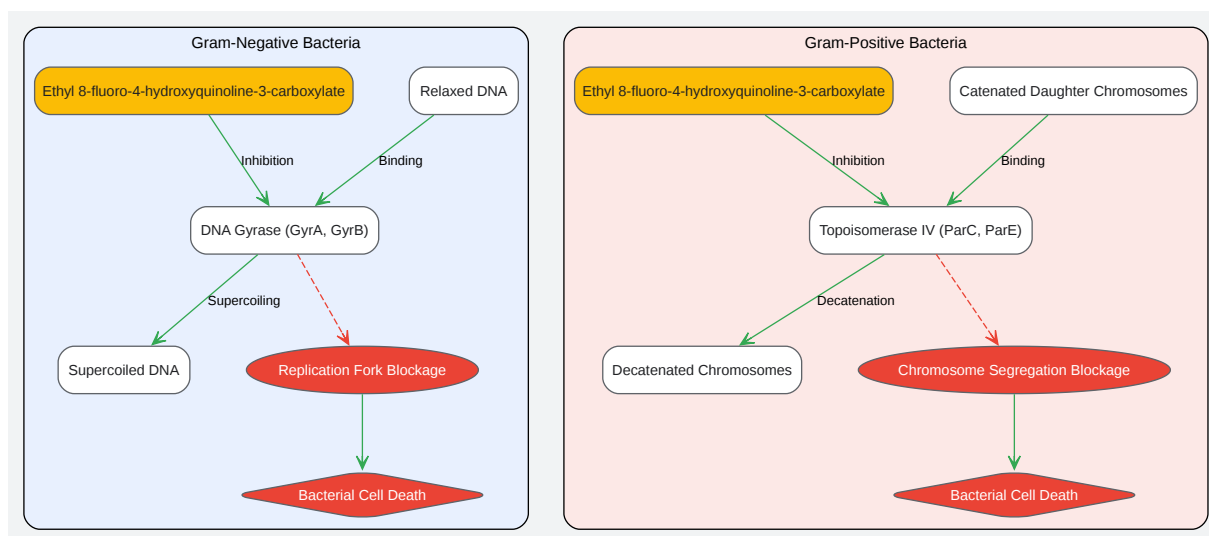 Gram-Negative Bacteria
Ethyl 8-fluoro-4-hydroxyquinoline-3-carboxylate
Relaxed DNA
Inhibition
Binding
DNA Gyrase (GyrA, GyrB)
Supercoiling
Supercoiled DNA
Replication Fork Blockage
Bacterial Cell Death
Gram-Positive Bacteria
Ethyl 8-fluoro-4-hydroxyquinoline-3-carboxylate
Catenated Daughter Chromosomes
Inhibition
Binding
Topoisomerase IV (ParC, ParE)
Decatenation
Decatenated Chromosomes
Chromosome Segregation Blockage
Bacterial Cell Death